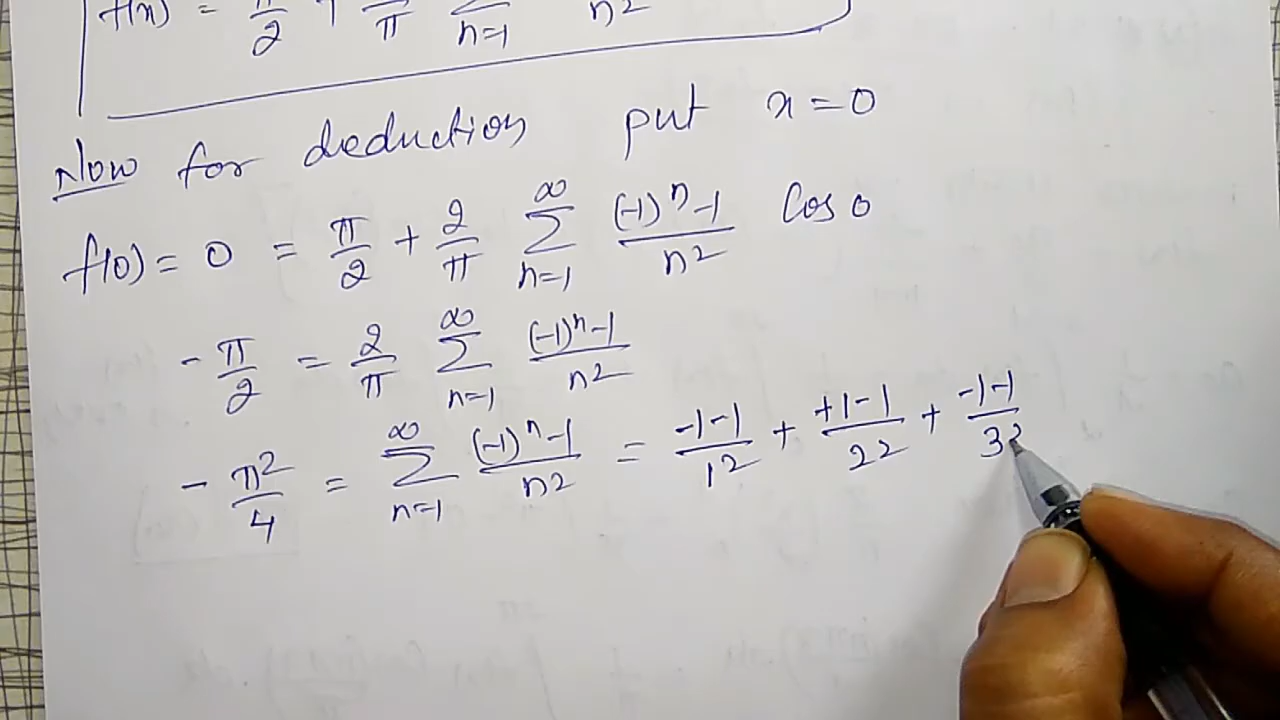 f(x) = π/2 + 2/π Σ n=1 n²
Now for deduction put x = 0
f(0) = 0 = π/2 + 2/π Σ_{n=1}^{∞} (-1)^n -1 / n² Cos 0
- π/2 = 2/π Σ_{n=1}^{∞} (-1)^n -1 / n²
- π²/4 = Σ_{n=1}^{∞} (-1)^n -1 / n² = -1-1 / 1² + +1-1 / 2² + -1-1 / 3²